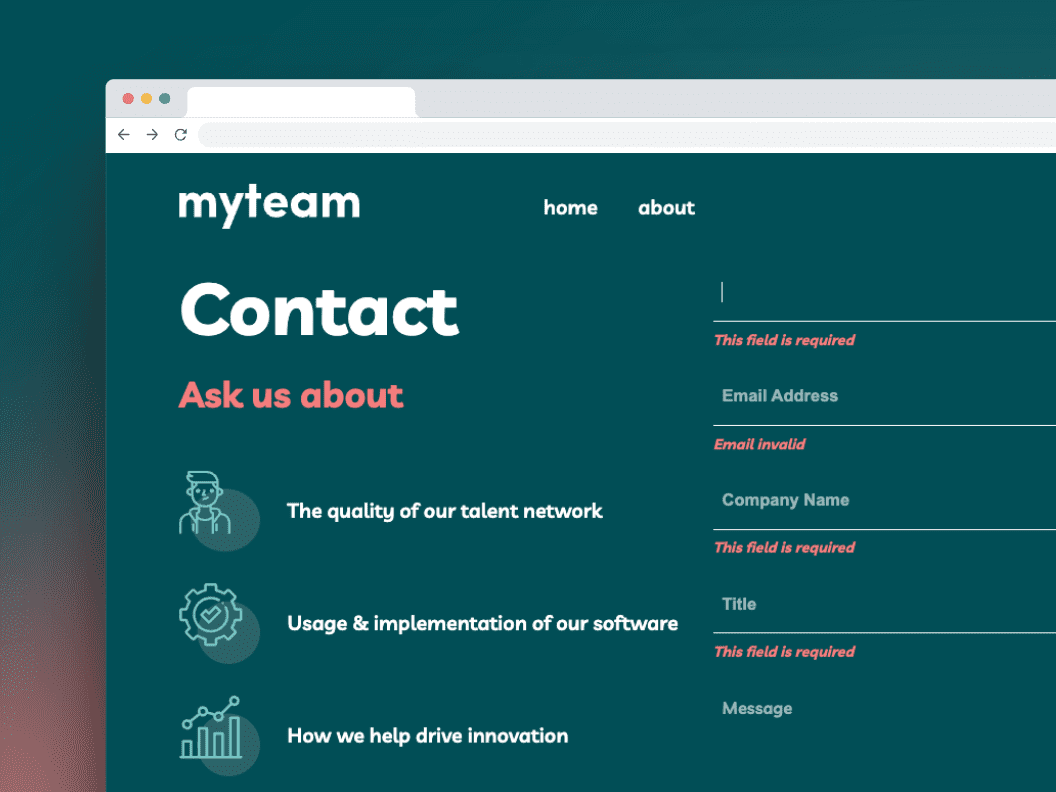 myteam
home about
Contact
Ask us about
The quality of our talent network
Usage & implementation of our software
How we help drive innovation
This field is required
Email Address
Email invalid
Company Name
This field is required
Title
This field is required
Message